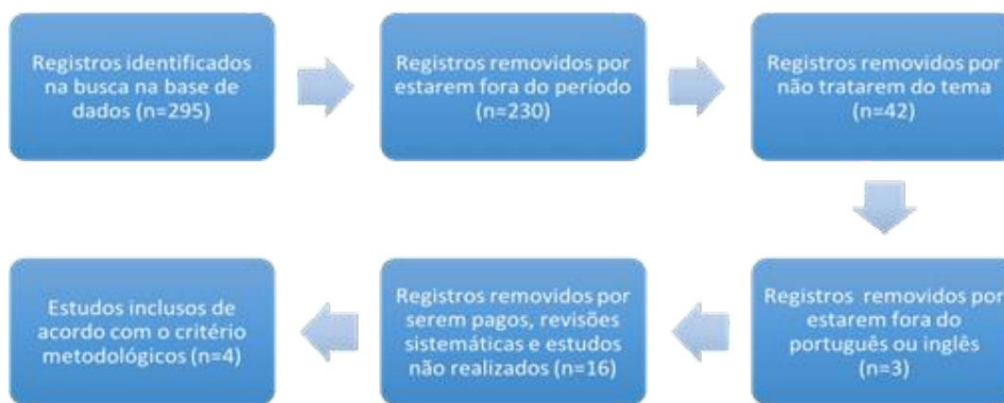 Registros identificados
na busca na base de
dados (n=295)
Registros removidos por
estarem fora do período
(n=230)
Registros removidos por
não tratarem do tema
(n=42)
Registros removidos por
estarem fora do
português ou inglês
(n=3)
Registros removidos por
serem pagos, revisões
sistemáticas e estudos
não realizados (n=16)
Estudos inclusos de
acordo com o critério
metodológicos (n=4)